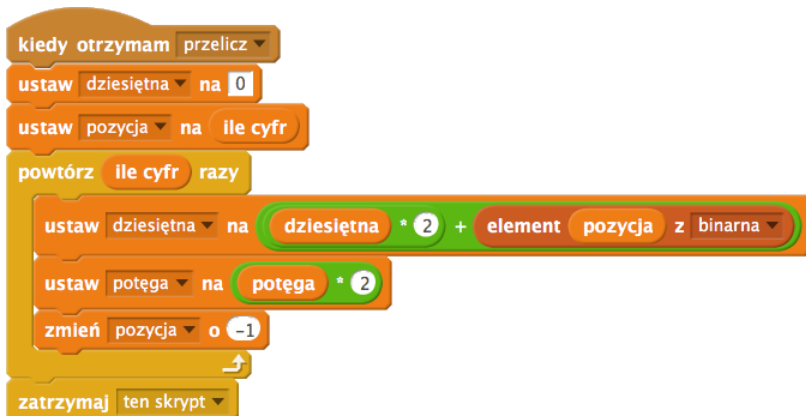 kiedy otrzymam przelicz
ustaw dziesiętna na 0
ustaw pozycja na ile cyfr
powtórz ile cyfr razy
ustaw dziesiętna na dziesiętna * 2 + element pozycja z binarna
ustaw potęga na potęga * 2
zmień pozycja o -1
zatrzymaj ten skrypt